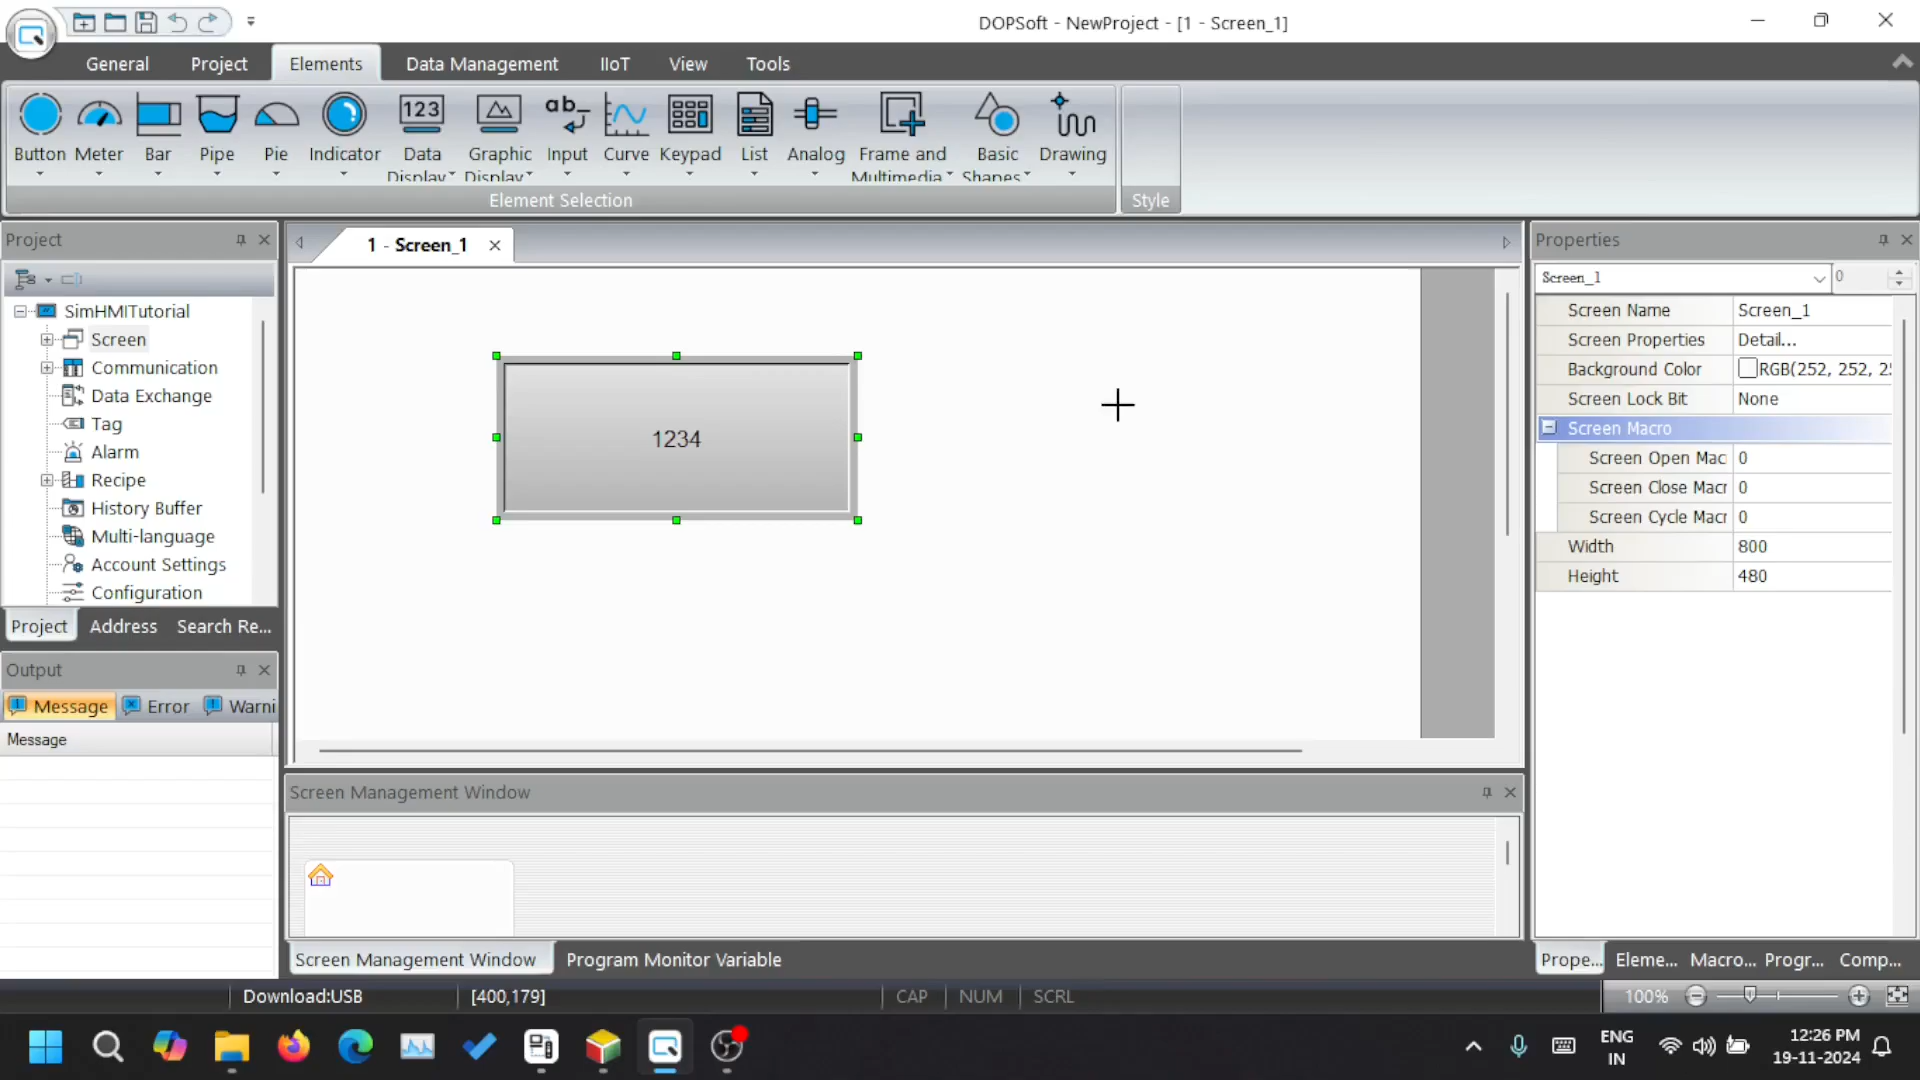 DOPSoft - NewProject - [1 - Screen_1]
General Project Elements Data Management IIoT View Tools
123 ab
Button Meter Bar Pipe Pie Indicator Data Display Graphic Display Input Curve Keypad List Analog Frame and Multimedia Basic Shapes Drawing
Element Selection Style
Project
SimHMITutorial
Screen
Communication
Data Exchange
Tag
Alarm
Recipe
History Buffer
Multi-language
Account Settings
Configuration
Project Address Search Re...
Output
Message Error Warni
Message
1 - Screen_1
1234
Screen Management Window
Screen Management Window Program Monitor Variable
Properties
Screen_1 0
Screen Name Screen_1
Screen Properties Detail...
Background Color RGB(252, 252, 25
Screen Lock Bit None
Screen Macro
Screen Open Mac 0
Screen Close Macr 0
Screen Cycle Macr 0
Width 800
Height 480
Prope... Eleme... Macro... Progr... Comp...
Download:USB [400,179] CAP NUM SCRL 100%
ENG
IN
12:26 PM
19-11-2024